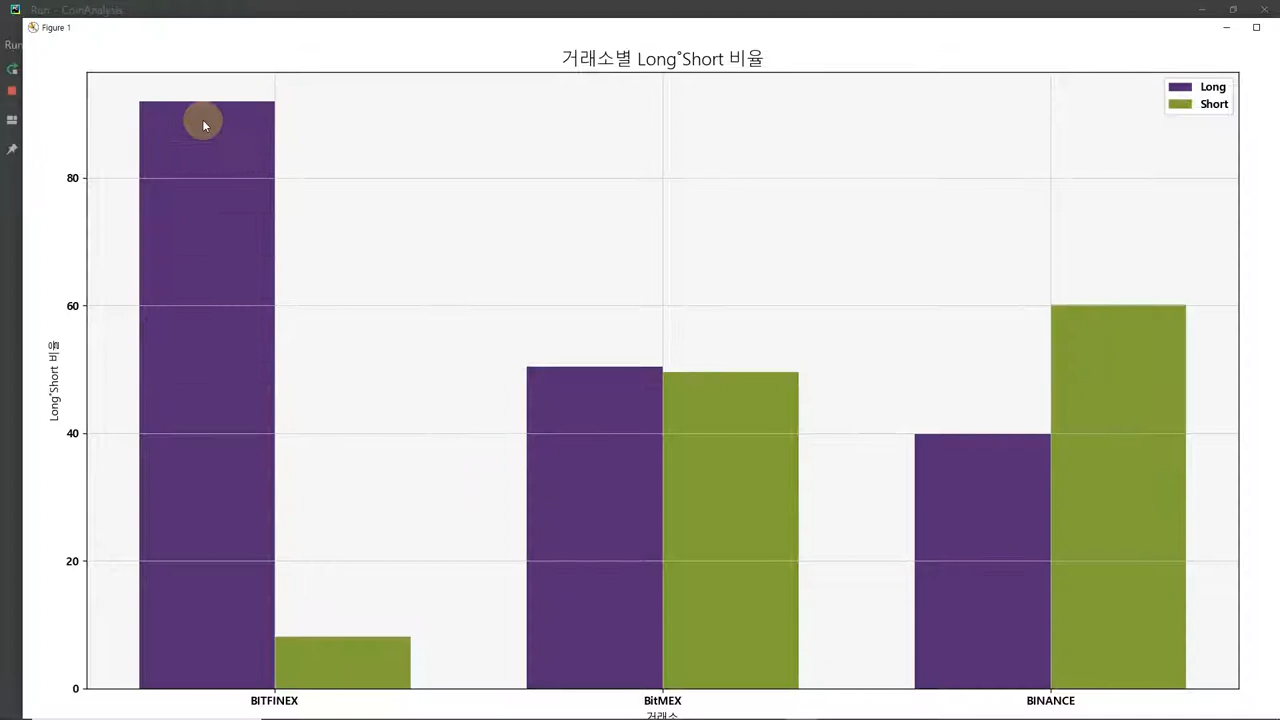 Run: - CoinAnalysis
Figure 1
Run
거래소별 Long˚Short 비율
Long
Short
80
60
Long˚Short 비율
40
20
0
BITFINEX
BitMEX
BINANCE
거래소